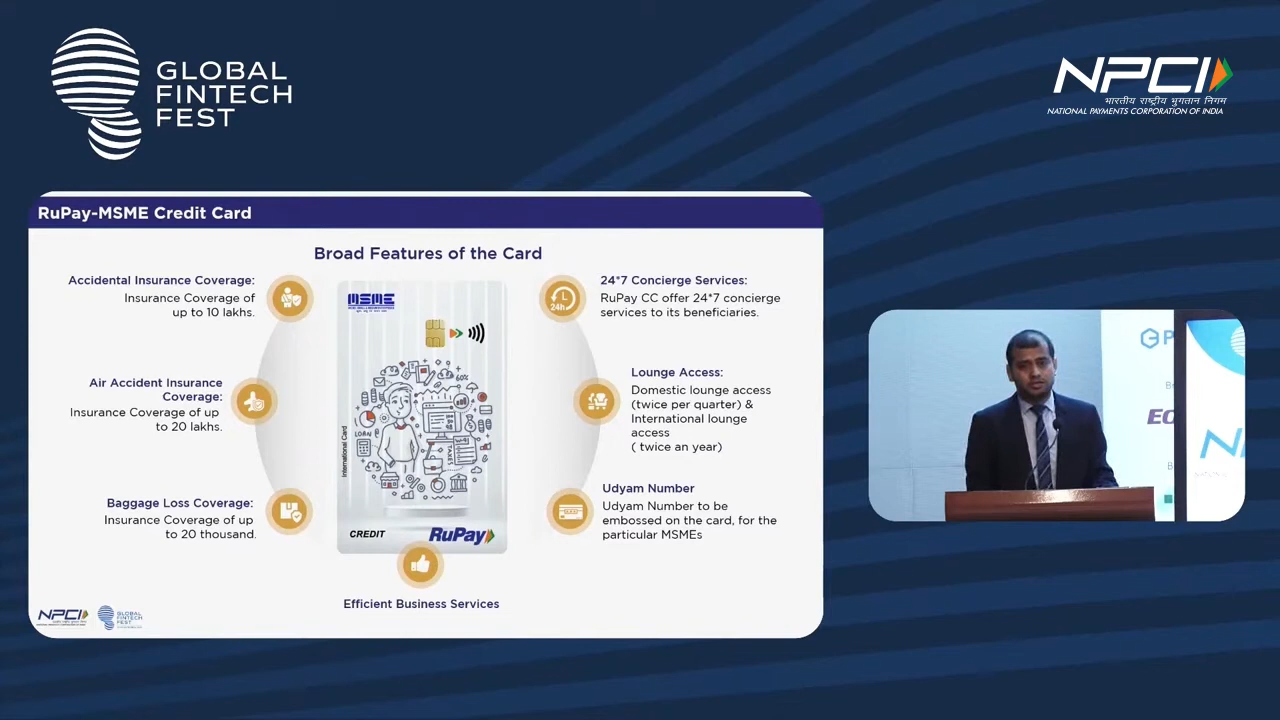 GLOBAL
FINTECH
FEST
NPCI
भारतीय राष्ट्रीय भुगतान निगम
NATIONAL PAYMENTS CORPORATION OF INDIA
RuPay-MSME Credit Card
Broad Features of the Card
Accidental Insurance Coverage:
Insurance Coverage of
up to 10 lakhs.
Air Accident Insurance
Coverage:
Insurance Coverage of up
to 20 lakhs.
Baggage Loss Coverage:
Insurance Coverage of up
to 20 thousand.
MSME
LOAN
TAXES
International Card
CREDIT
RuPay
Efficient Business Services
24h
24*7 Concierge Services:
RuPay CC offer 24*7 concierge
services to its beneficiaries.
Lounge Access:
Domestic lounge access
(twice per quarter) &
International lounge
access
( twice an year)
Udyam Number
Udyam Number to be
embossed on the card, for the
particular MSMEs
NPCI
GLOBAL
FINTECH
FEST